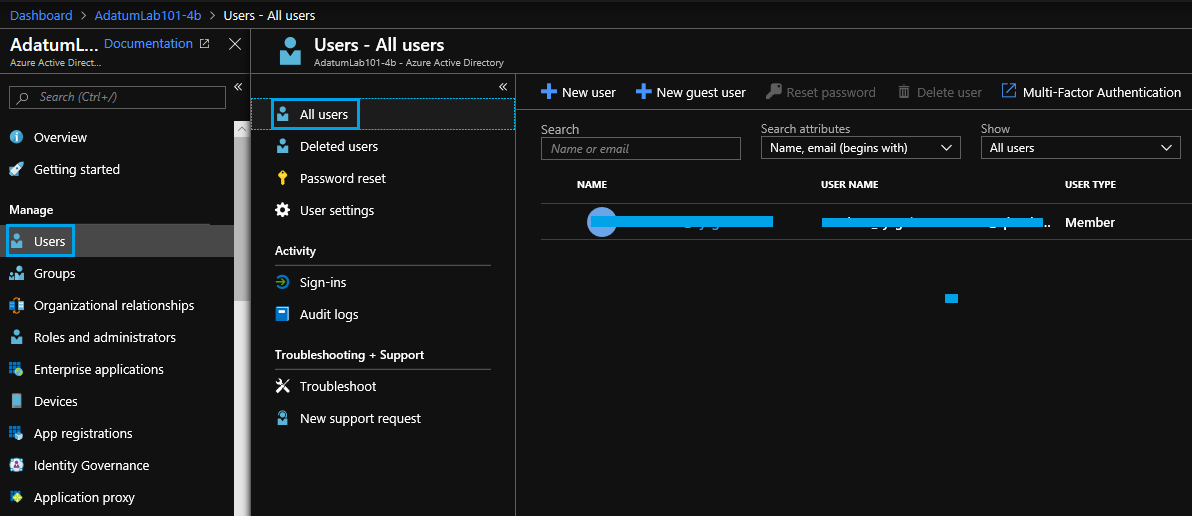 Dashboard > AdatumLab101-4b > Users - All users
AdatumL... Documentation
Azure Active Direct...
Search (Ctrl+/)
Overview
Getting started
Manage
Users
Groups
Organizational relationships
Roles and administrators
Enterprise applications
Devices
App registrations
Identity Governance
Application proxy
Users - All users
AdatumLab101-4b - Azure Active Directory
All users
Deleted users
Password reset
User settings
Activity
Sign-ins
Audit logs
Troubleshooting + Support
Troubleshoot
New support request
New user New guest user Reset password Delete user Multi-Factor Authentication
Search Search attributes Show
Name or email Name, email (begins with) All users
NAME USER NAME USER TYPE
Member